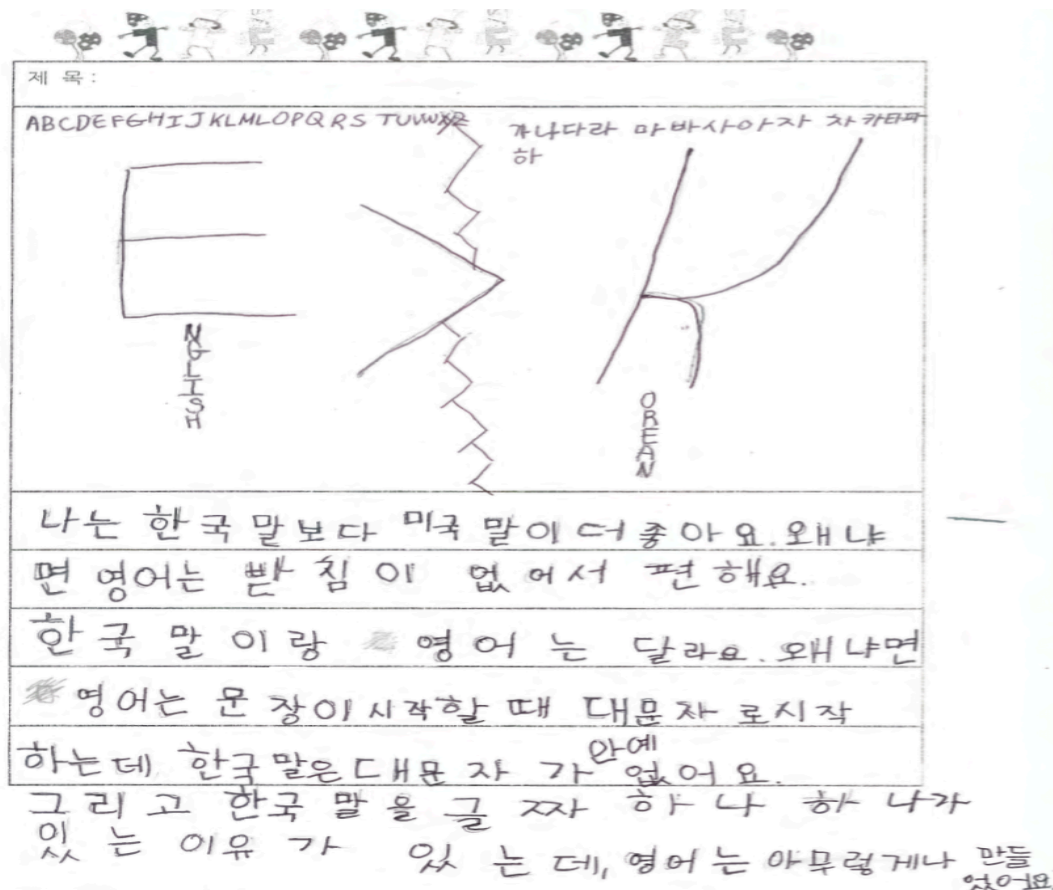 제 목 :
ABCDEFGHIJKLMLOPQRS TUVWXYZ
가나다라 마바사아자 차카타파
하
E > K
NGLISH
OREAN
나는 한국말보다 미국말이 더 좋아요. 왜냐
면 영어는 받침이 없어서 편해요.
한국말이랑 영어는 달라요. 왜냐면
영어는 문장이 시작할 때 대문자로 시작
하는데 한국말은 대문자가 안예 없어요.
그리고 한국말을 글짜 하나 하나가
있는 이유가 있는데, 영어는 아무렇게나 만들
었어요